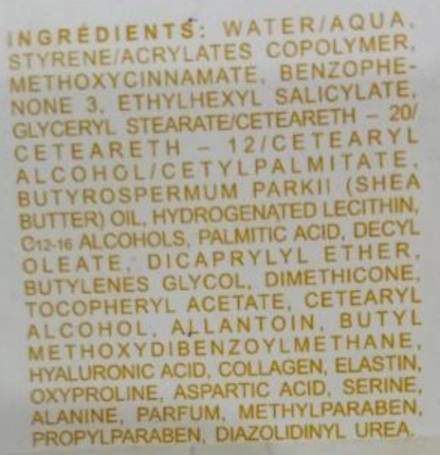 INGRÉDIENTS: WATER/AQUA,
STYRENE/ACRYLATES COPOLYMER,
METHOXYCINNAMATE, BENZOPHE-
NONE 3, ETHYLHEXYL SALICYLATE,
GLYCERYL STEARATE/CETEARETH – 20/
CETEARETH – 12/CETEARYL
ALCOHOL/CETYLPALMITATE,
BUTYROSPERMUM PARKII (SHEA
BUTTER) OIL, HYDROGENATED LECITHIN,
C12-16 ALCOHOLS, PALMITIC ACID, DECYL
OLEATE, DICAPRYLYL ETHER,
BUTYLENES GLYCOL, DIMETHICONE,
TOCOPHERYL ACETATE, CETEARYL
ALCOHOL, ALLANTOIN, BUTYL
METHOXYDIBENZOYLMETHANE,
HYALURONIC ACID, COLLAGEN, ELASTIN,
OXYPROLINE, ASPARTIC ACID, SERINE,
ALANINE, PARFUM, METHYLPARABEN,
PROPYLPARABEN, DIAZOLIDINYL UREA.